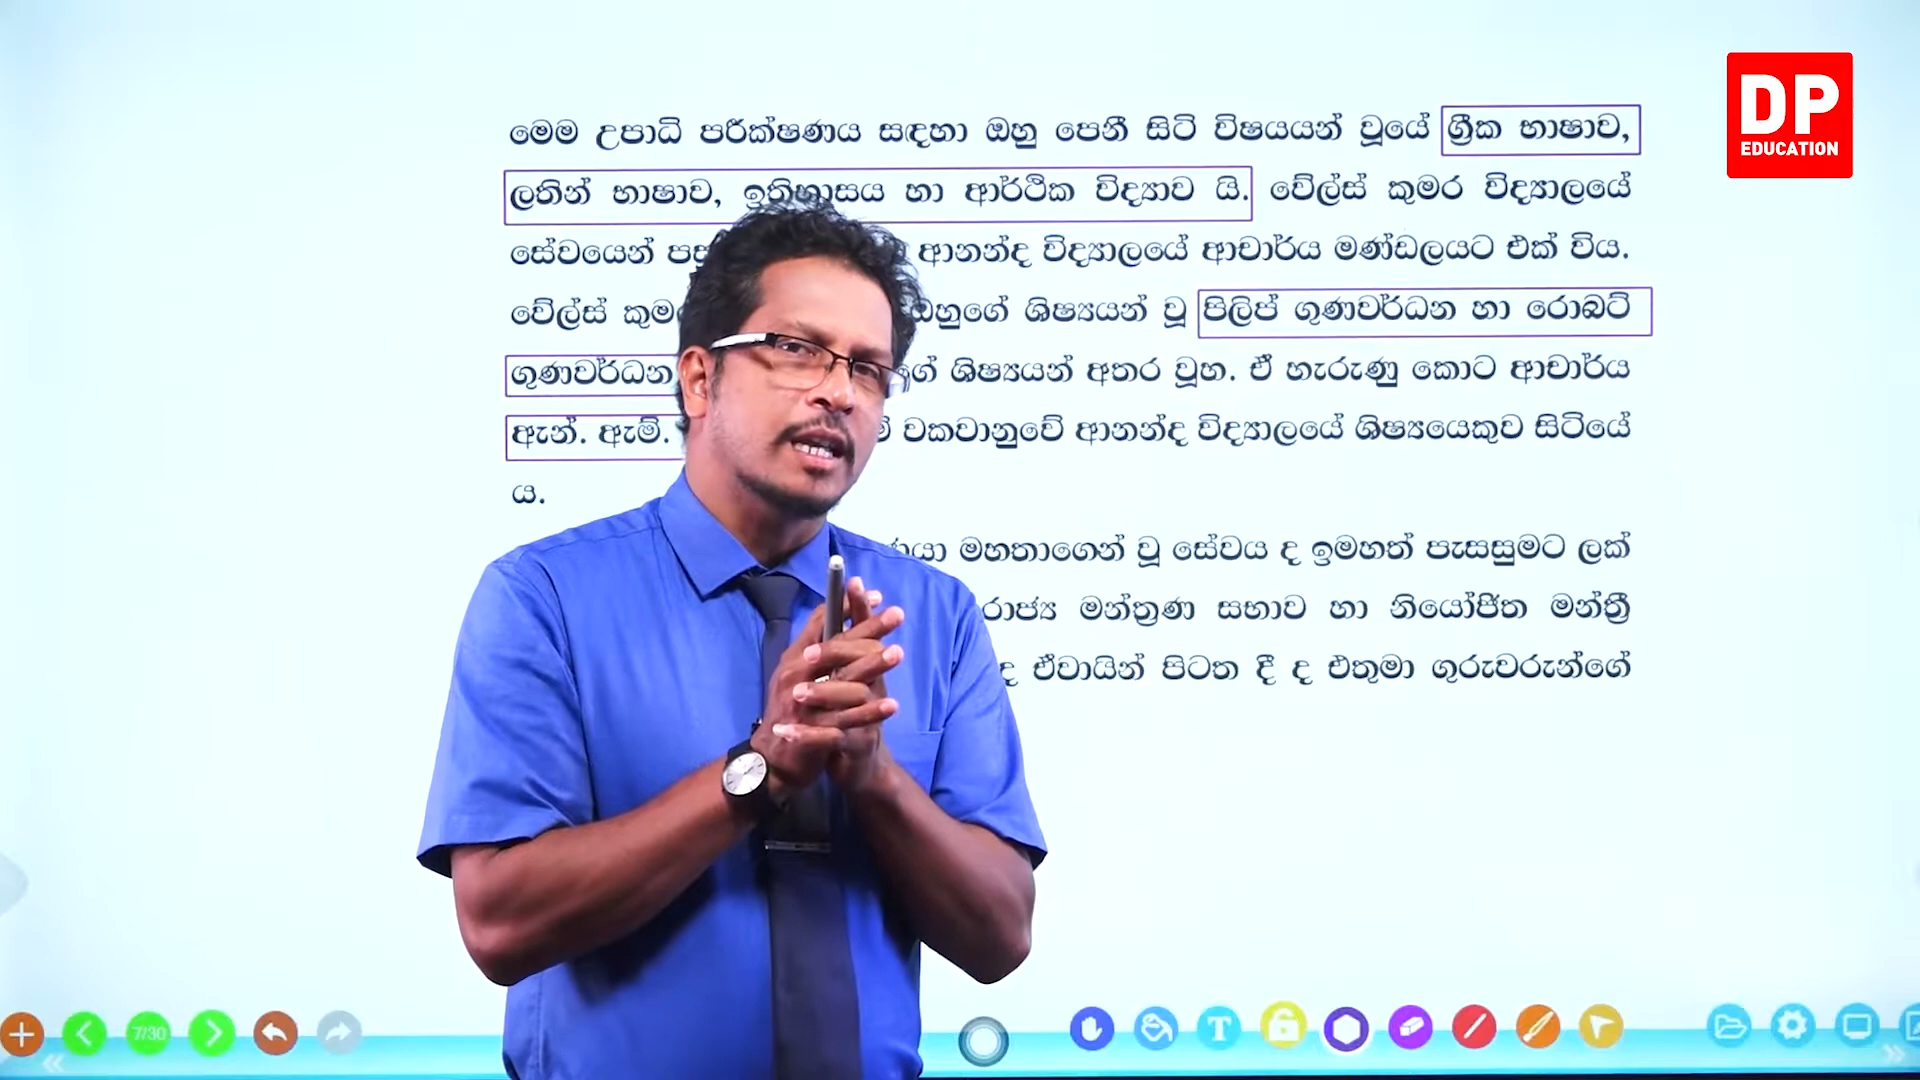 මෙම උපාධි පරීක්ෂණය සඳහා ඔහු පෙනී සිටි විෂයයන් වූයේ ග්‍රීක භාෂාව,
ලතින් භාෂාව, ඉතිහාසය හා ආර්ථික විද්‍යාව යි. වේල්ස් කුමර විද්‍යාලයේ
සේවයෙන් ආනන්ද විද්‍යාලයේ ආචාර්ය මණ්ඩලයට එක් විය.
වේල්ස් ඔහුගේ ශිෂ්‍යයන් වූ පිලිප් ගුණවර්ධන හා රොබට්
ගුණවර්ධන ශිෂ්‍යයන් අතර වූහ. ඒ හැරුණු කොට ආචාර්ය
ඇන්. ඇම්. වකවානුවේ ආනන්ද විද්‍යාලයේ ශිෂ්‍යයෙකුව සිටියේ
ය.
මහතාගෙන් වූ සේවය ද ඉමහත් පැසසුමට ලක්
රාජ්‍ය මන්ත්‍රණ සභාව හා නියෝජිත මන්ත්‍රී
ද ඒවායින් පිටත දී ද එතුමා ගුරුවරුන්ගේ
DP
EDUCATION
7/30
T